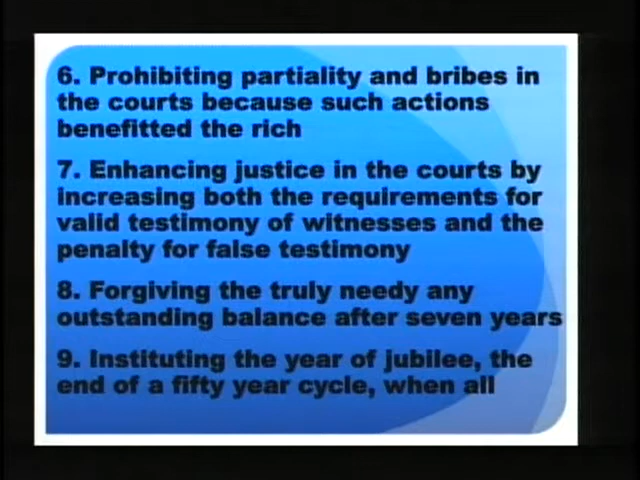 6. Prohibiting partiality and bribes in
the courts because such actions
benefitted the rich
7. Enhancing justice in the courts by
increasing both the requirements for
valid testimony of witnesses and the
penalty for false testimony
8. Forgiving the truly needy any
outstanding balance after seven years
9. Instituting the year of jubilee, the
end of a fifty year cycle, when all